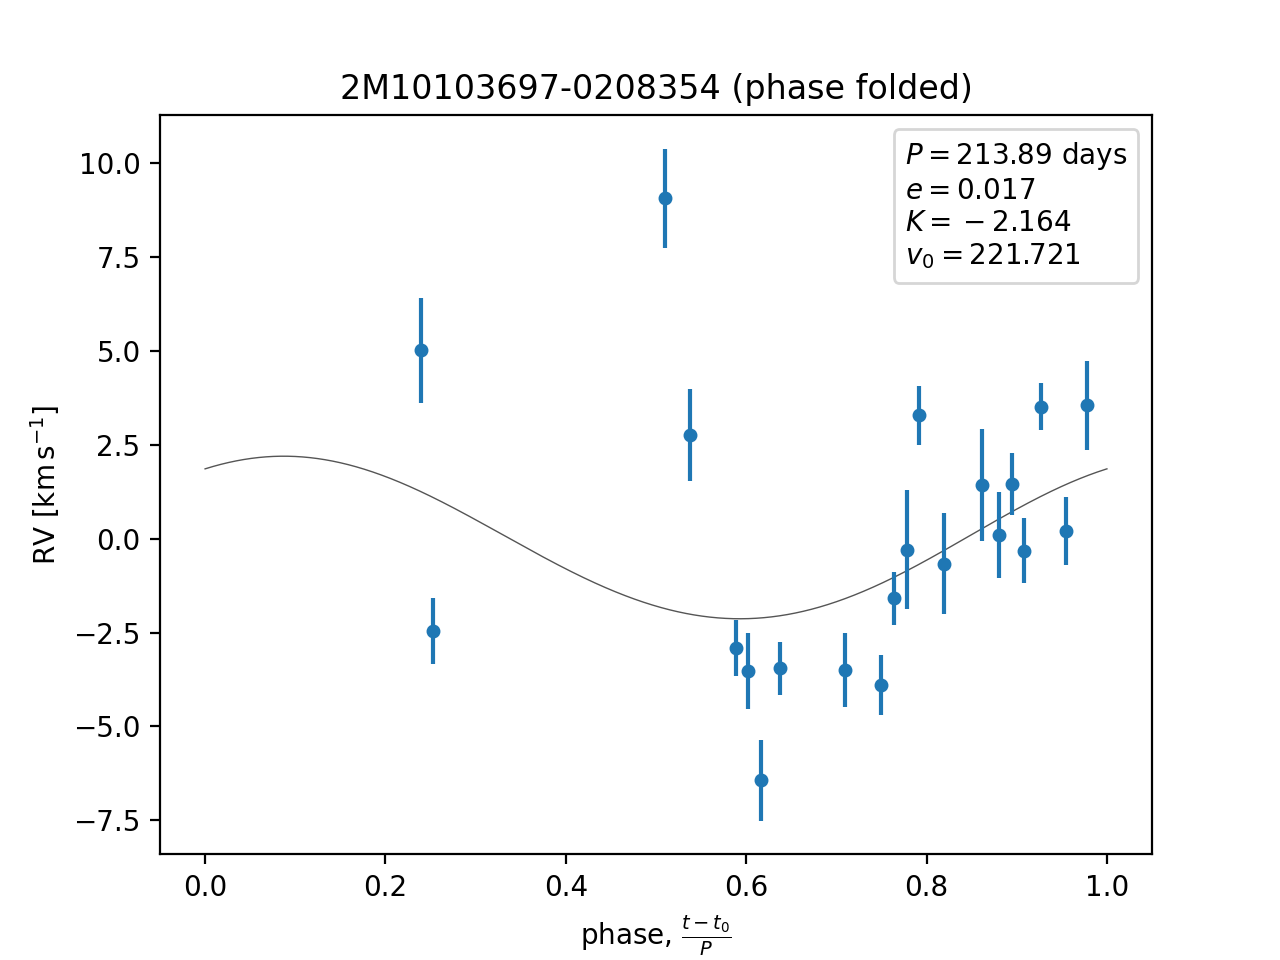 2M10103697-0208354 (phase folded)
P = 213.89 days
e = 0.017
K = − 2.164
v₀ = 221.721
10.0
7.5
5.0
2.5
0.0
−2.5
−5.0
−7.5
RV [km s⁻¹]
0.0 0.2 0.4 0.6 0.8 1.0
phase, (t − t₀)/P